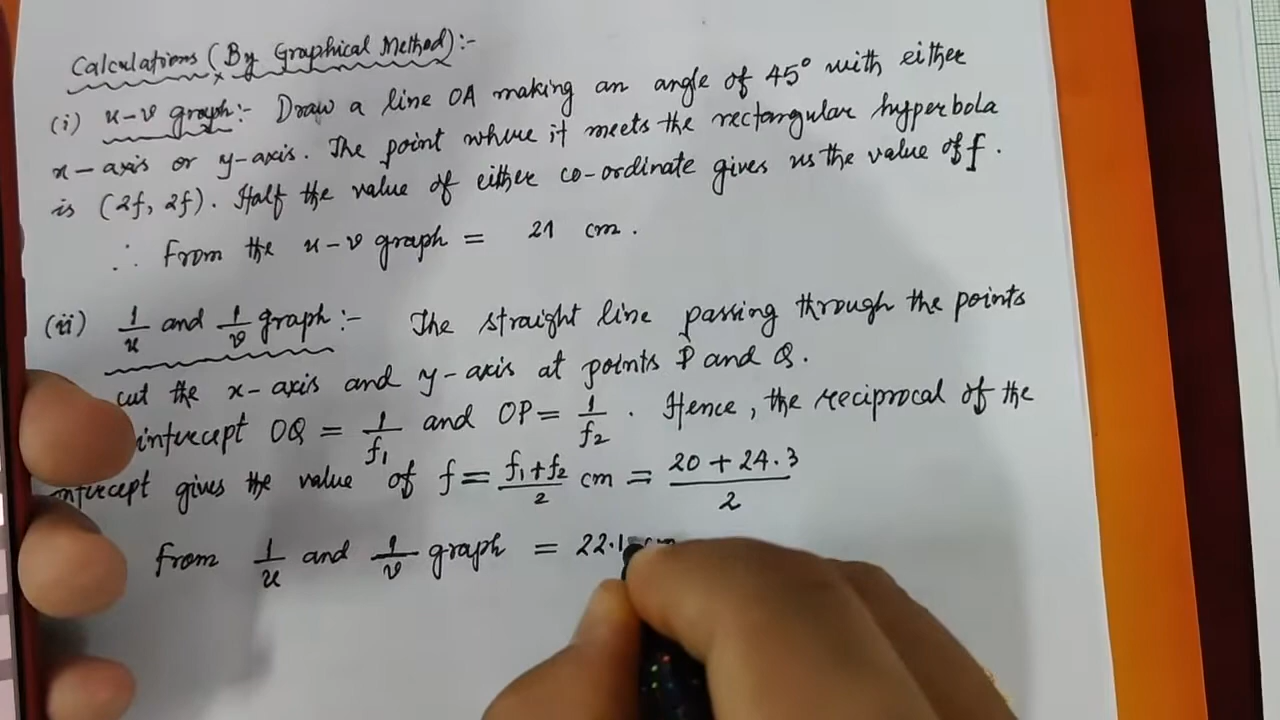 Calculations (By Graphical Method):-
(i) u-v graph:- Draw a line OA making an angle of 45° with either
x-axis or y-axis. The point where it meets the rectangular hyperbola
is (2f, 2f). Half the value of either co-ordinate gives us the value of f.
∴ From the u-v graph = 21 cm.
(ii) 1/u and 1/v graph:- The straight line passing through the points
cut the x-axis and y-axis at points P and Q.
intercept OQ = 1/f₁ and OP = 1/f₂. Hence, the reciprocal of the
ntercept gives the value of f = (f₁+f₂)/2 cm = (20 + 24.3)/2
From 1/u and 1/v graph = 22.1